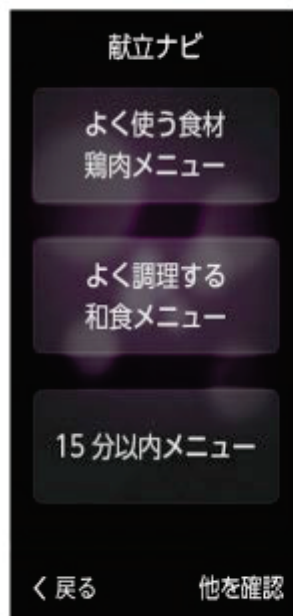 献立ナビ
よく使う食材
鶏肉メニュー
よく調理する
和食メニュー
15 分以内メニュー
く 戻る
他を確認